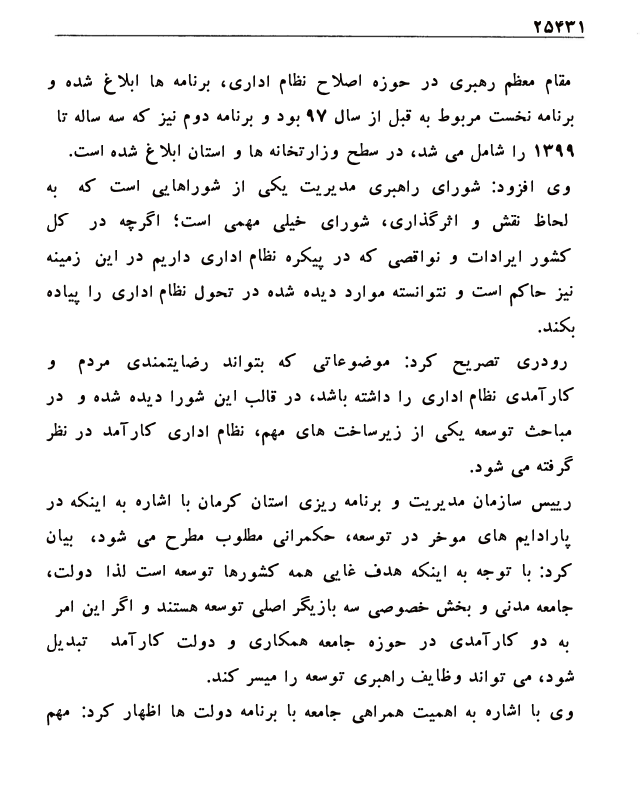 ۲۵۴۳۱
مقام معظم رهبری در حوزه اصلاح نظام اداری، برنامه ها ابلاغ شده و
برنامه نخست مربوط به قبل از سال ۹۷ بود و برنامه دوم نیز که سه ساله تا
۱۳۹۹ را شامل می شد، در سطح وزارتخانه ها و استان ابلاغ شده است.
وی افزود: شورای راهبری مدیریت یکی از شوراهایی است که به
لحاظ نقش و اثرگذاری، شورای خیلی مهمی است؛ اگرچه در کل
کشور ایرادات و نواقصی که در پیکره نظام اداری داریم در این زمینه
نیز حاکم است و نتوانسته موارد دیده شده در تحول نظام اداری را پیاده
بکند.
رودری تصریح کرد: موضوعاتی که بتواند رضایتمندی مردم و
کارآمدی نظام اداری را داشته باشد، در قالب این شورا دیده شده و در
مباحث توسعه یکی از زیرساخت های مهم، نظام اداری کارآمد در نظر
گرفته می شود.
رییس سازمان مدیریت و برنامه ریزی استان کرمان با اشاره به اینکه در
پارادایم های موخر در توسعه، حکمرانی مطلوب مطرح می شود، بیان
کرد: با توجه به اینکه هدف غایی همه کشورها توسعه است لذا دولت،
جامعه مدنی و بخش خصوصی سه بازیگر اصلی توسعه هستند و اگر این امر
به دو کارآمدی در حوزه جامعه همکاری و دولت کارآمد تبدیل
شود، می تواند وظایف راهبری توسعه را میسر کند.
وی با اشاره به اهمیت همراهی جامعه با برنامه دولت ها اظهار کرد: مهم